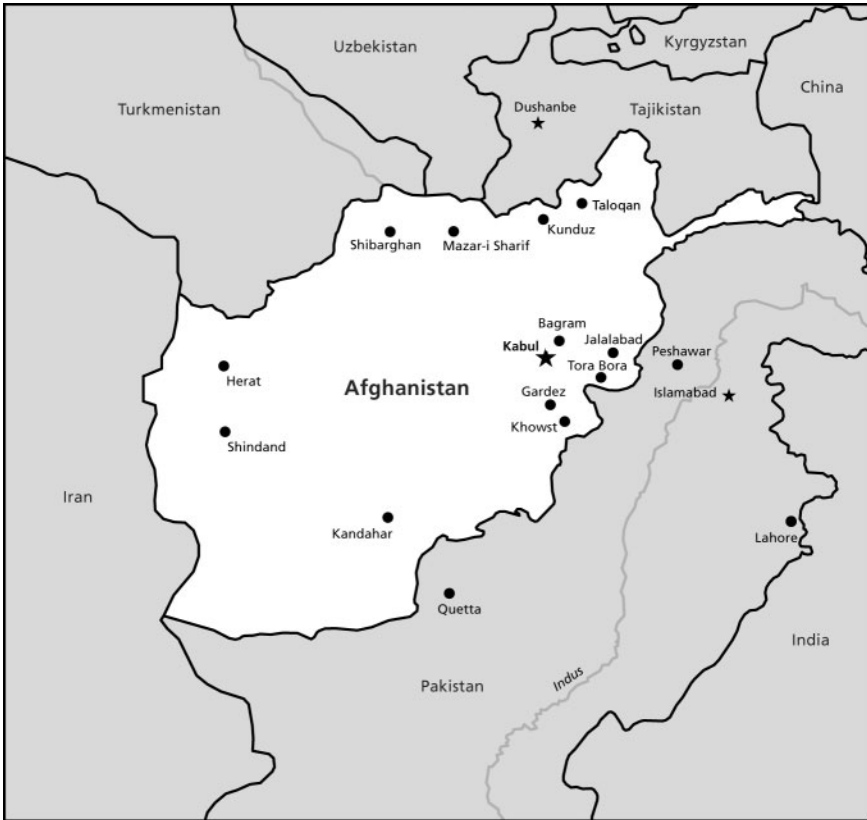 Uzbekistan
Kyrgyzstan
China
Turkmenistan
Dushanbe
Tajikistan
Taloqan
Kunduz
Shibarghan
Mazar-i Sharif
Bagram
Kabul
Jalalabad
Peshawar
Tora Bora
Herat
Afghanistan
Gardez
Islamabad
Khowst
Shindand
Iran
Kandahar
Lahore
Quetta
India
Indus
Pakistan